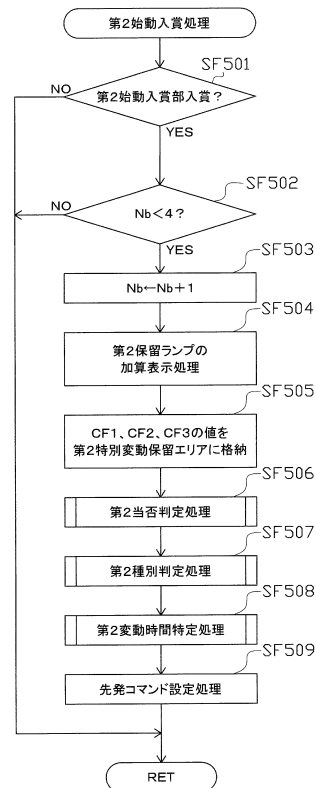 第2始動入賞処理
SF501
NO
第2始動入賞部入賞?
YES
SF502
NO
Nb<4?
YES
SF503
Nb←Nb+1
SF504
第2保留ランプの
加算表示処理
SF505
CF1、CF2、CF3の値を
第2特別変動保留エリアに格納
SF506
第2当否判定処理
SF507
第2種別判定処理
SF508
第2変動時間特定処理
SF509
先発コマンド設定処理
RET